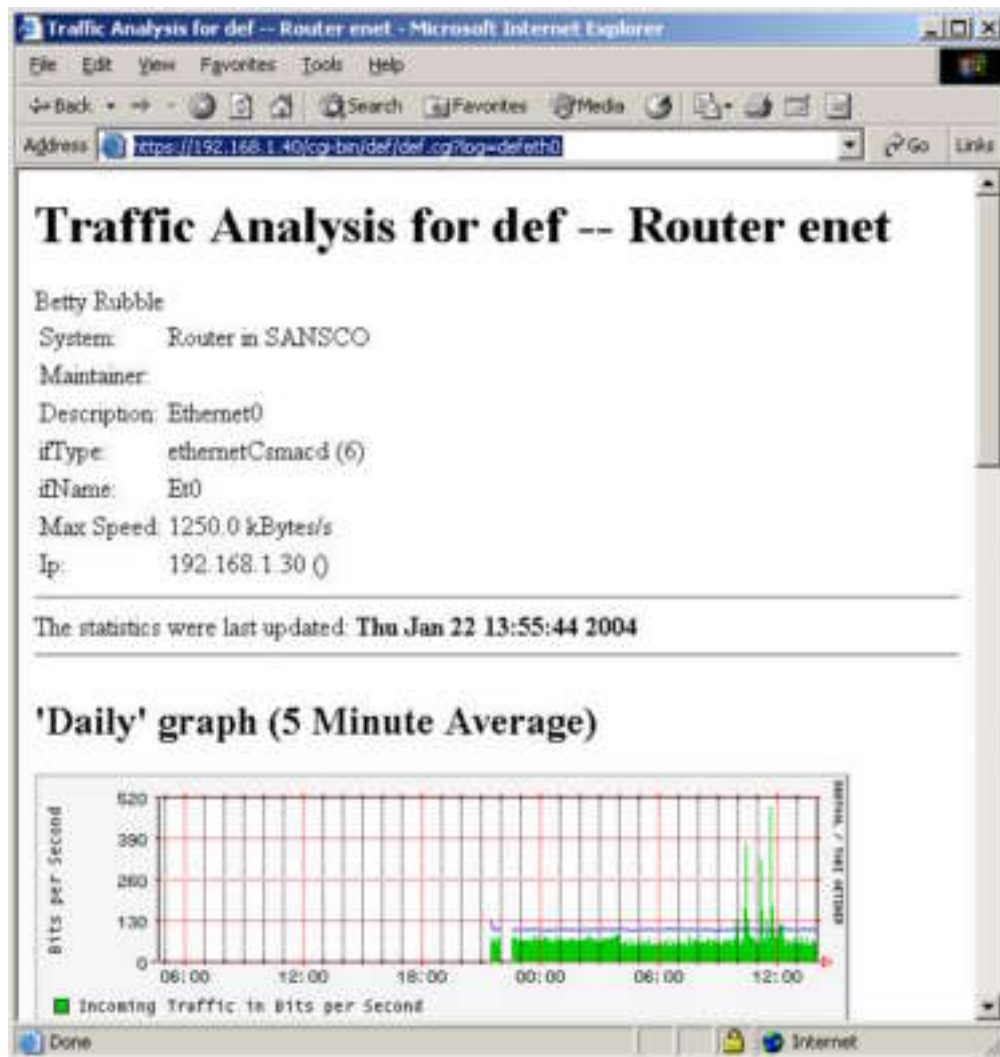 Traffic Analysis for def -- Router enet - Microsoft Internet Explorer
File Edit View Favorites Tools Help
Back Search Favorites Media
Address https://192.168.1.40/cgi-bin/def/def.cgi?log=defeth0 Go Links
Traffic Analysis for def -- Router enet
Betty Rubble
System: Router in SANSCO
Maintainer:
Description: Ethernet0
ifType: ethernetCsmacd (6)
ifName: Et0
Max Speed: 1250.0 kBytes/s
Ip: 192.168.1.30 ()
The statistics were last updated: Thu Jan 22 13:55:44 2004
'Daily' graph (5 Minute Average)
Bits per Second
520
390
260
130
0
06:00 12:00 18:00 00:00 06:00 12:00
RRDTOOL / TOBI OETIKER
Incoming Traffic in Bits per Second
Done Internet